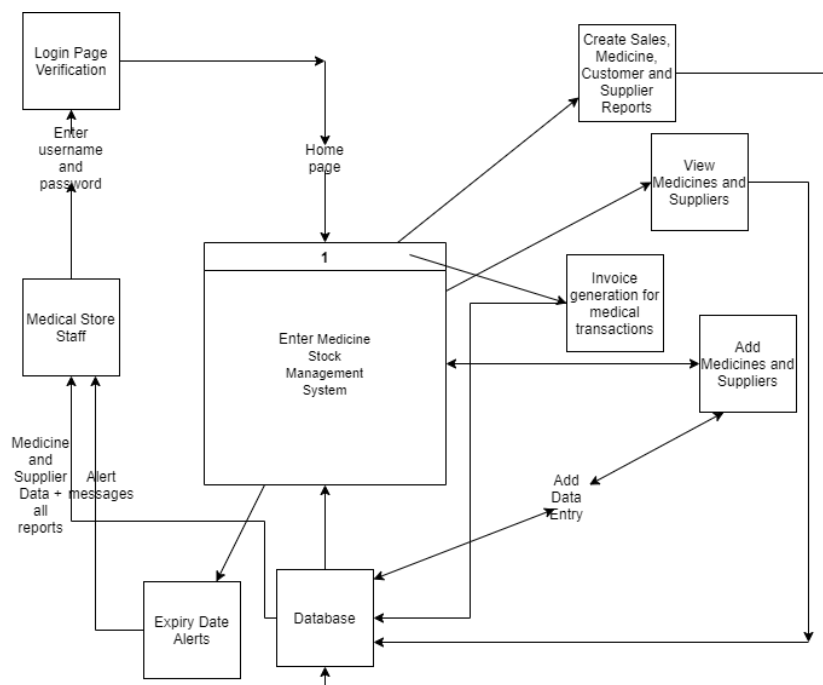 Login Page
Verification
Create Sales,
Medicine,
Customer and
Supplier
Reports
Enter
username
and
password
Home
page
View
Medicines and
Suppliers
1
Invoice
generation for
medical
transactions
Medical Store
Staff
Enter Medicine
Stock
Management
System
Add
Medicines and
Suppliers
Medicine
and
Supplier
Data +
all
reports
Alert
messages
Add
Data
Entry
Expiry Date
Alerts
Database